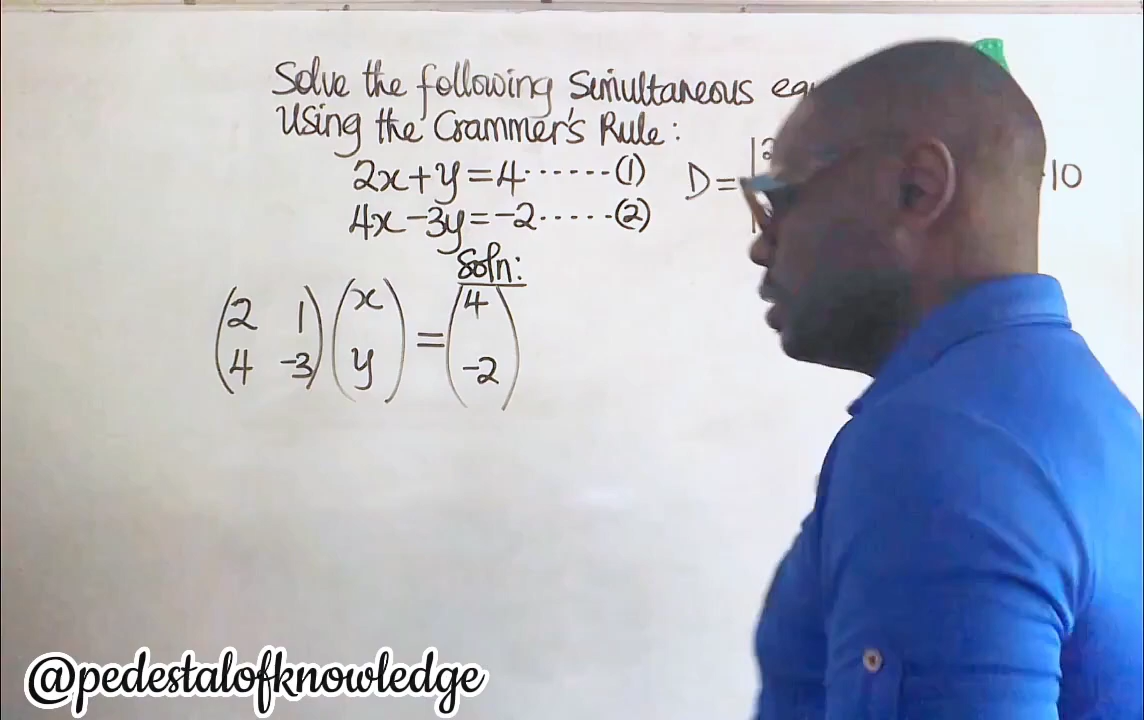 Solve the following Simultaneous
Using the Crammer's Rule:
2x+y=4......(1)
4x-3y=-2.....(2)
D= |2 10
Soln:
(2 1) (x) = (4)
(4 -3) (y) (-2)
@pedestalofknowledge